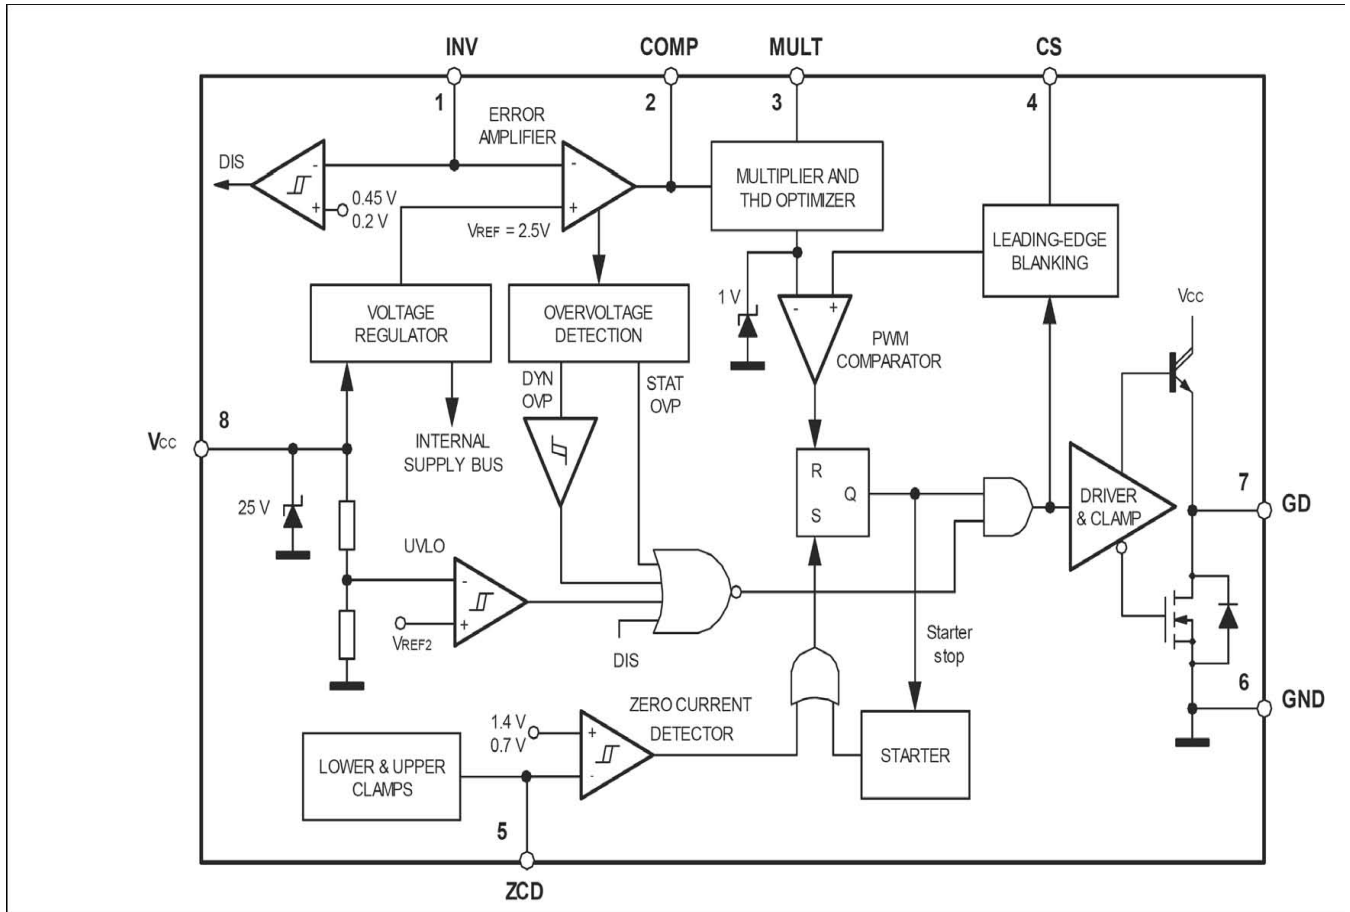 INV
COMP
MULT
CS
1
2
3
4
ERROR
AMPLIFIER
DIS
-
+
0.45 V
0.2 V
-
+
VREF = 2.5V
MULTIPLIER AND
THD OPTIMIZER
LEADING-EDGE
BLANKING
VOLTAGE
REGULATOR
OVERVOLTAGE
DETECTION
1 V
-
+
PWM
COMPARATOR
Vcc
DYN
OVP
STAT
OVP
8
VCC
INTERNAL
SUPPLY BUS
25 V
R
S
Q
DRIVER
& CLAMP
7
GD
UVLO
-
+
VREF2
DIS
Starter
stop
6
GND
ZERO CURRENT
DETECTOR
1.4 V
0.7 V
+
-
LOWER & UPPER
CLAMPS
STARTER
5
ZCD